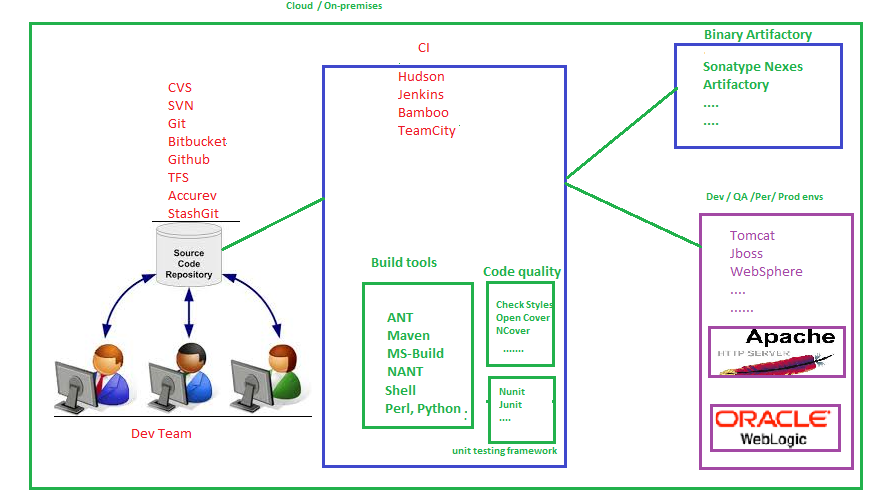 Cloud / On-premises
CVS
SVN
Git
Bitbucket
Github
TFS
Accurev
StashGit
Source
Code
Repository
Dev Team
CI
Hudson
Jenkins
Bamboo
TeamCity
Build tools
ANT
Maven
MS-Build
NANT
Shell
Perl, Python
Code quality
Check Styles
Open Cover
NCover
.......
Nunit
Junit
....
unit testing framework
Binary Artifactory
Sonatype Nexes
Artifactory
....
....
Dev / QA /Per/ Prod envs
Tomcat
Jboss
WebSphere
....
......
Apache
HTTP SERVER
ORACLE
WebLogic